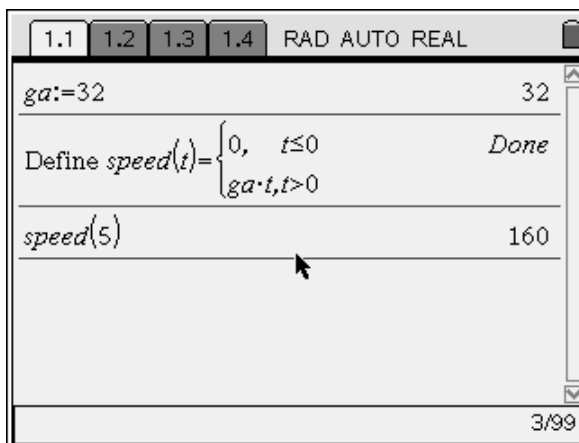 1.1 1.2 1.3 1.4 RAD AUTO REAL
ga:=32 32
Define speed(t)={0, t≤0 Done
ga·t,t>0
speed(5) 160
3/99